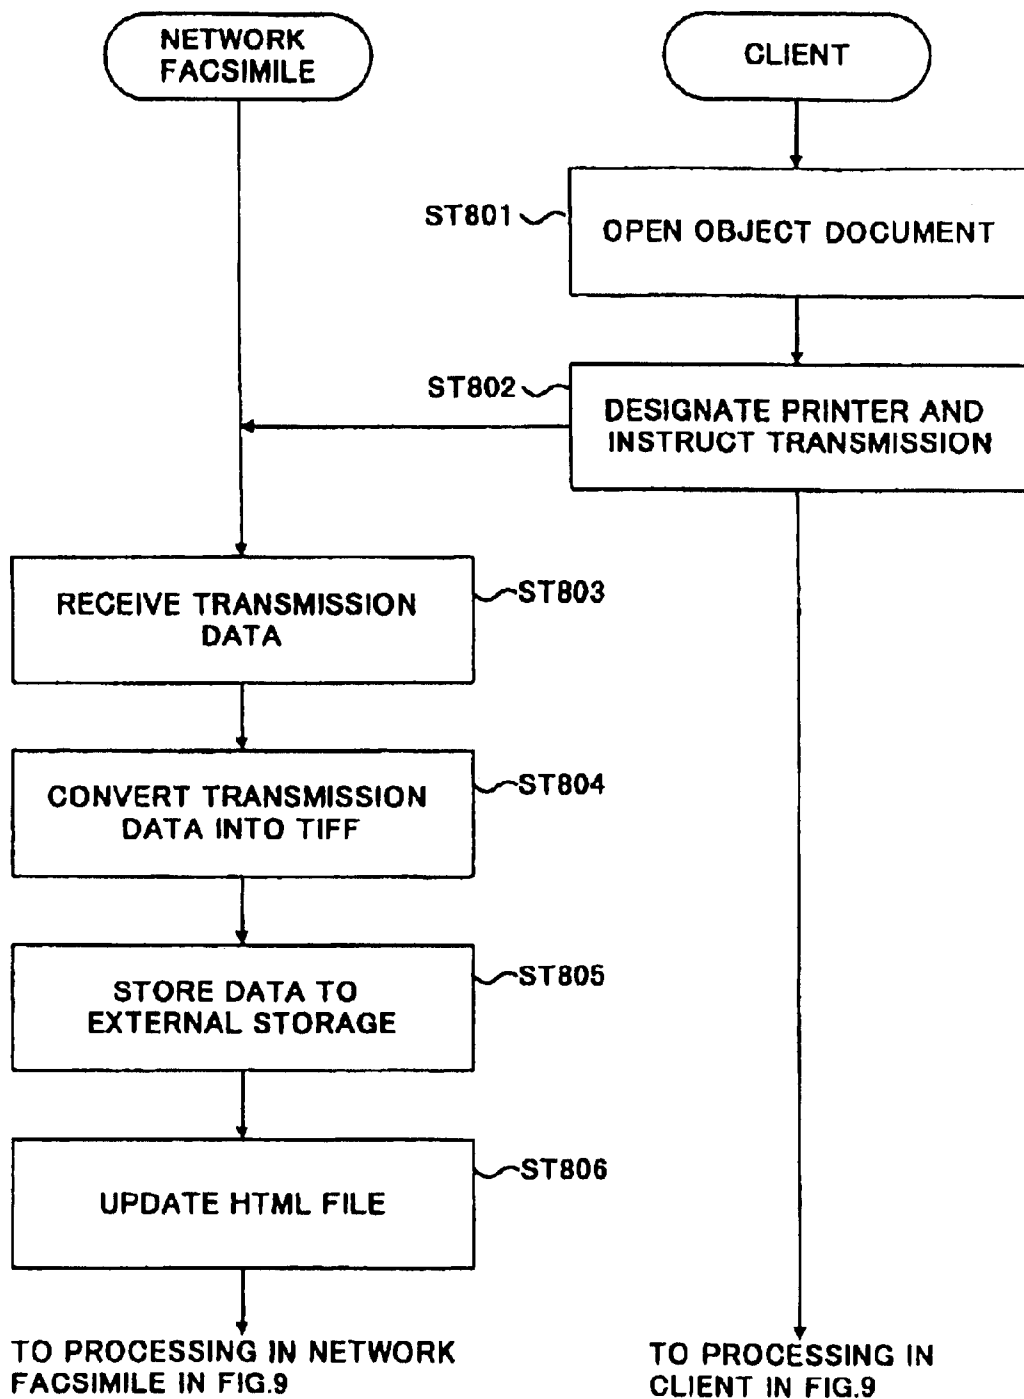 NETWORK
FACSIMILE
CLIENT
ST801
OPEN OBJECT DOCUMENT
ST802
DESIGNATE PRINTER AND
INSTRUCT TRANSMISSION
RECEIVE TRANSMISSION
DATA
ST803
CONVERT TRANSMISSION
DATA INTO TIFF
ST804
STORE DATA TO
EXTERNAL STORAGE
ST805
UPDATE HTML FILE
ST806
TO PROCESSING IN NETWORK
FACSIMILE IN FIG.9
TO PROCESSING IN
CLIENT IN FIG.9